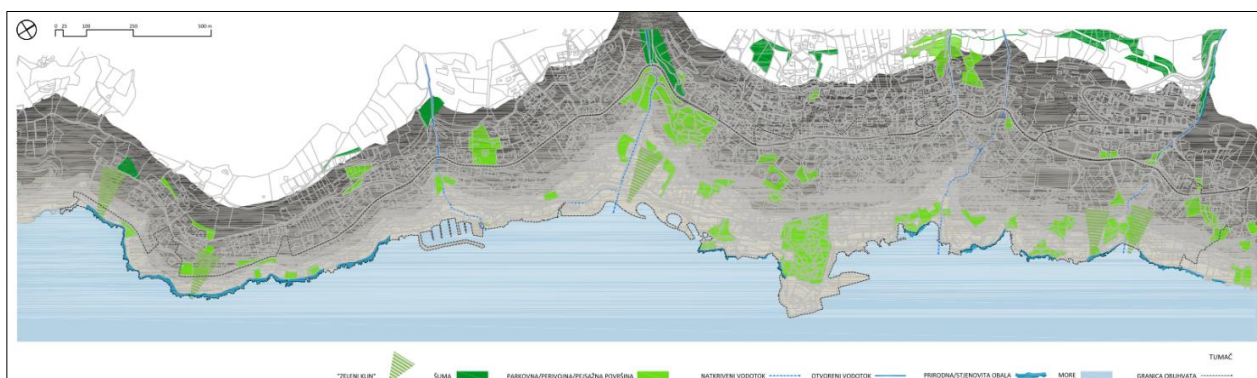 0 25 100 250 500 m
TUMAČ
"ZELENI KLIN" ŠUMA PARKOVNA/PERIVOJNA/PEJSAŽNA POVRŠINA NATKRIVENI VODOTOK OTVORENI VODOTOK PRIRODNA/STJENOVITA OBALA MORE GRANICA OBUHVATA